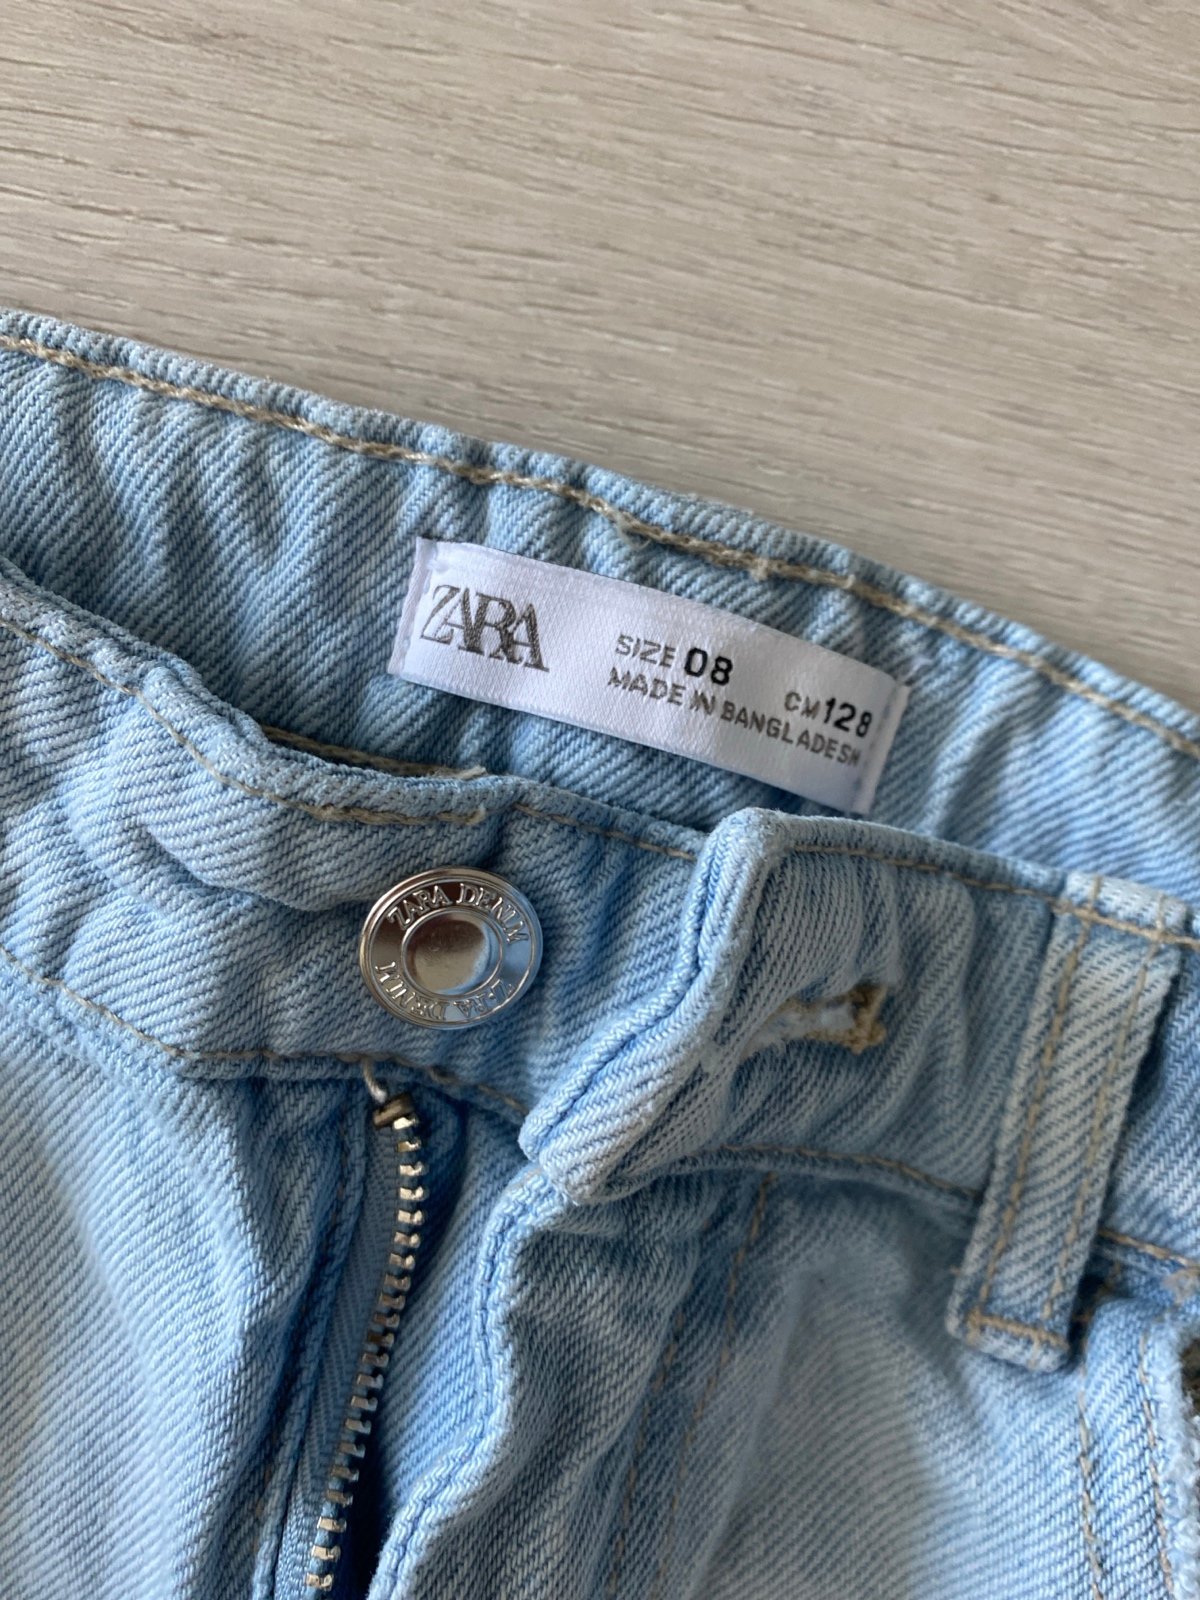 ZARA
SIZE 08 CM 128
MADE IN BANGLADESH
ZARA DENIM
ZARA DENIM